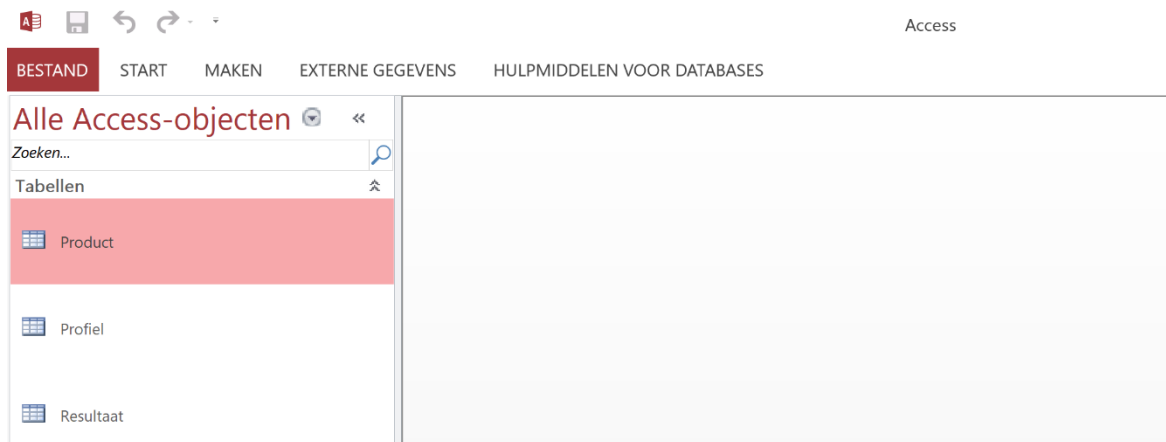 Access
BESTAND START MAKEN EXTERNE GEGEVENS HULPMIDDELEN VOOR DATABASES
Alle Access-objecten
Zoeken...
Tabellen
Product
Profiel
Resultaat